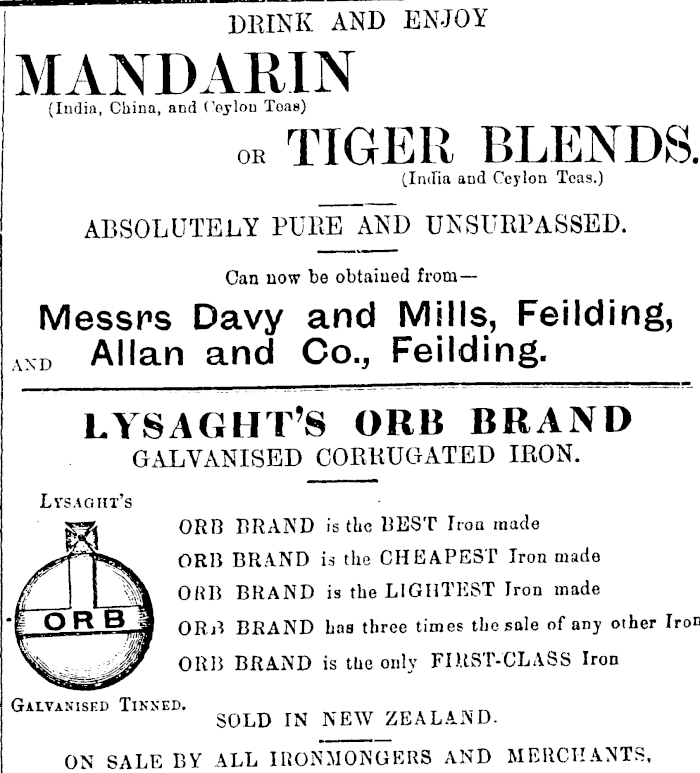 DRINK AND ENJOY
MANDARIN
(India, China, and Ceylon Teas)
OR TIGER BLENDS.
(India and Ceylon Teas.)
ABSOLUTELY PURE AND UNSURPASSED.
Can now be obtained from—
Messrs Davy and Mills, Feilding,
AND Allan and Co., Feilding.
LYSAGHT'S ORB BRAND
GALVANISED CORRUGATED IRON.
LYSAGHT'S
ORB
GALVANISED TINNED.
ORB BRAND is the BEST Iron made
ORB BRAND is the CHEAPEST Iron made
ORB BRAND is the LIGHTEST Iron made
ORB BRAND has three times the sale of any other Iron
ORB BRAND is the only FIRST-CLASS Iron
SOLD IN NEW ZEALAND.
ON SALE BY ALL IRONMONGERS AND MERCHANTS,